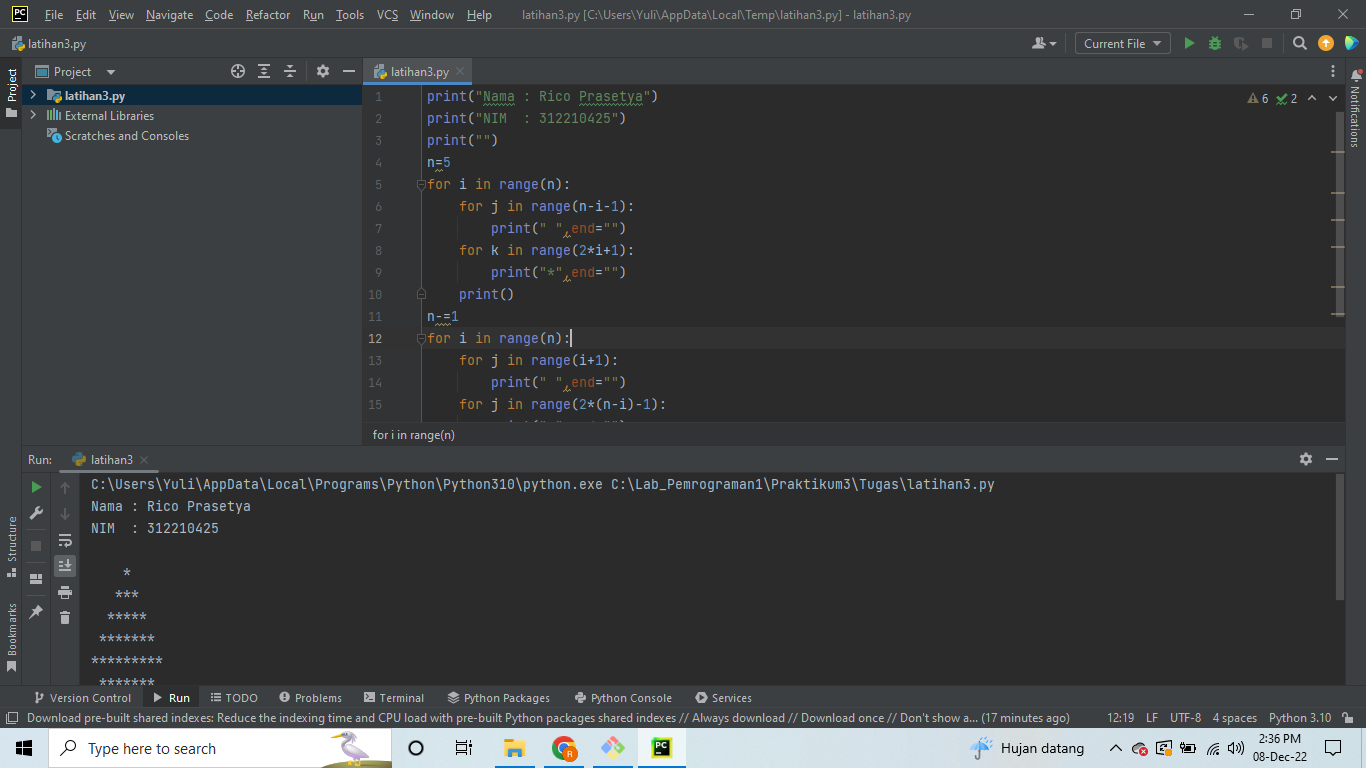 PC File Edit View Navigate Code Refactor Run Tools VCS Window Help latihan3.py [C:\Users\Yuli\AppData\Local\Temp\latihan3.py] - latihan3.py
latihan3.py Current File
Project latihan3.py
Project
latihan3.py
External Libraries
Scratches and Consoles
Structure
Bookmarks
Notifications
6 2
1 print("Nama : Rico Prasetya")
2 print("NIM  : 312210425")
3 print("")
4 n=5
5 for i in range(n):
6     for j in range(n-i-1):
7         print(" ",end="")
8     for k in range(2*i+1):
9         print("*",end="")
10     print()
11 n-=1
12 for i in range(n):
13     for j in range(i+1):
14         print(" ",end="")
15     for j in range(2*(n-i)-1):
for i in range(n)
Run: latihan3
C:\Users\Yuli\AppData\Local\Programs\Python\Python310\python.exe C:\Lab_Pemrograman1\Praktikum3\Tugas\latihan3.py
Nama : Rico Prasetya
NIM  : 312210425
    *
   ***
  *****
 *******
*********
 *******
Version Control Run TODO Problems Terminal Python Packages Python Console Services
Download pre-built shared indexes: Reduce the indexing time and CPU load with pre-built Python packages shared indexes // Always download // Download once // Don't show a... (17 minutes ago) 12:19 LF UTF-8 4 spaces Python 3.10
Type here to search R PC Hujan datang 2:36 PM
08-Dec-22